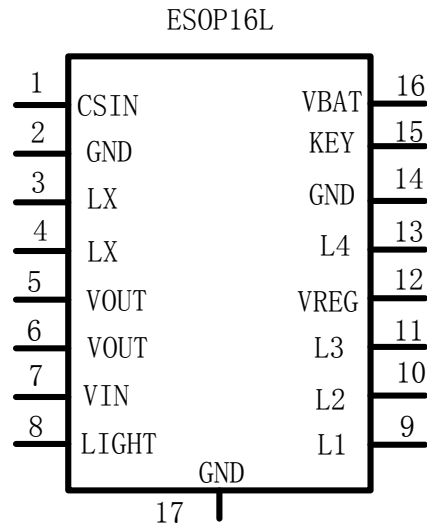 ESOP16L
1 CSIN VBAT 16
2 GND KEY 15
3 LX GND 14
4 LX L4 13
5 VOUT VREG 12
6 VOUT L3 11
7 VIN L2 10
8 LIGHT L1 9
GND
17